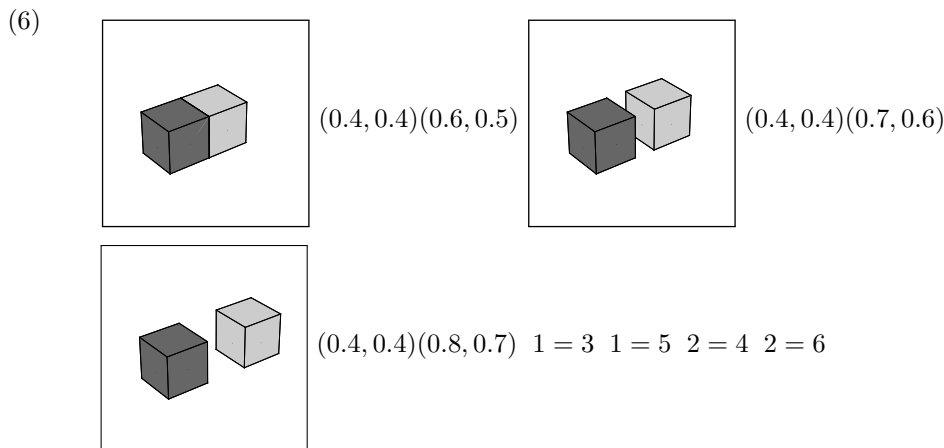 (6)
(0.4, 0.4)(0.6, 0.5) (0.4, 0.4)(0.7, 0.6)
(0.4, 0.4)(0.8, 0.7) 1 = 3 1 = 5 2 = 4 2 = 6